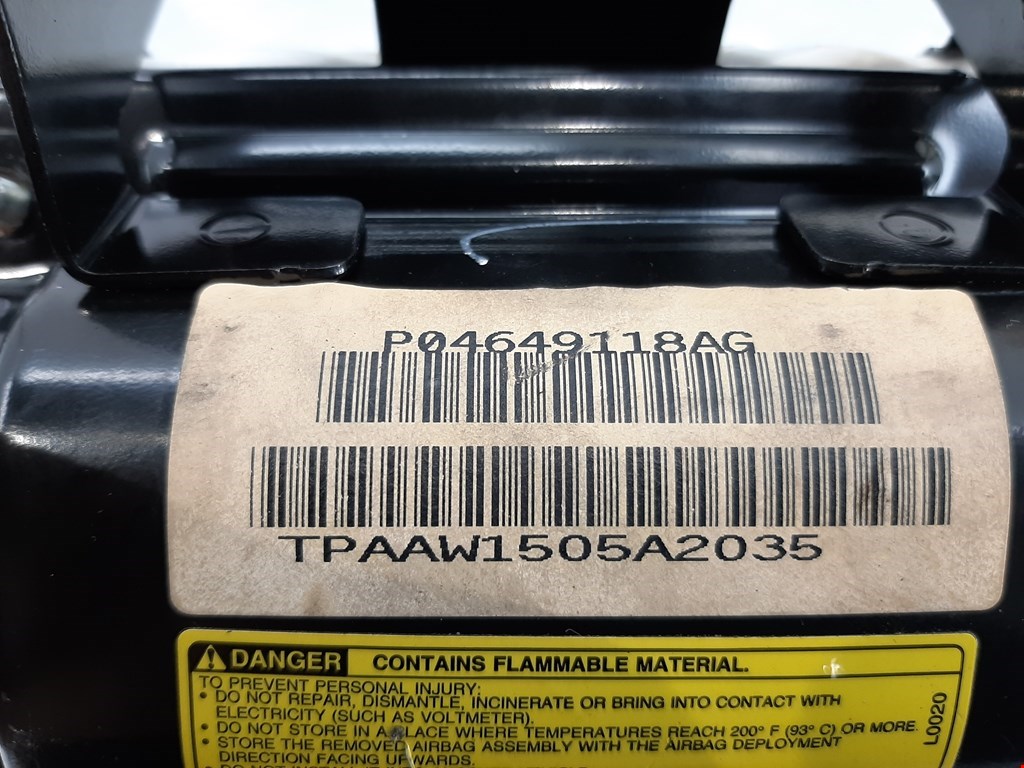 P04649118AG
TPAAW1505A2035
DANGER CONTAINS FLAMMABLE MATERIAL.
TO PREVENT PERSONAL INJURY:
• DO NOT REPAIR, DISMANTLE, INCINERATE OR BRING INTO CONTACT WITH
ELECTRICITY (SUCH AS VOLTMETER).
• DO NOT STORE IN A PLACE WHERE TEMPERATURES REACH 200° F (93° C) OR MORE.
• STORE THE REMOVED AIRBAG ASSEMBLY WITH THE AIRBAG DEPLOYMENT
DIRECTION FACING UPWARDS.
• DO NOT
L0020